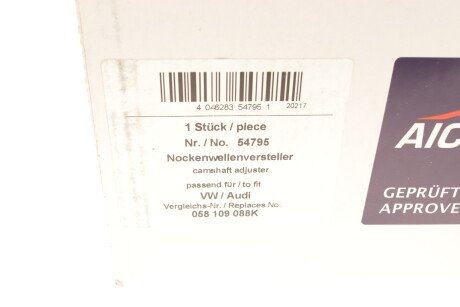 4 046283 54795 1 20217
1 Stück / piece
Nr. / No. 54795
Nockenwellenversteller
camshaft adjuster
passend für / to fit
VW / Audi
Vergleichs-Nr. / Replaces No.
058 109 088K
AIC
GEPRÜFT
APPROVE